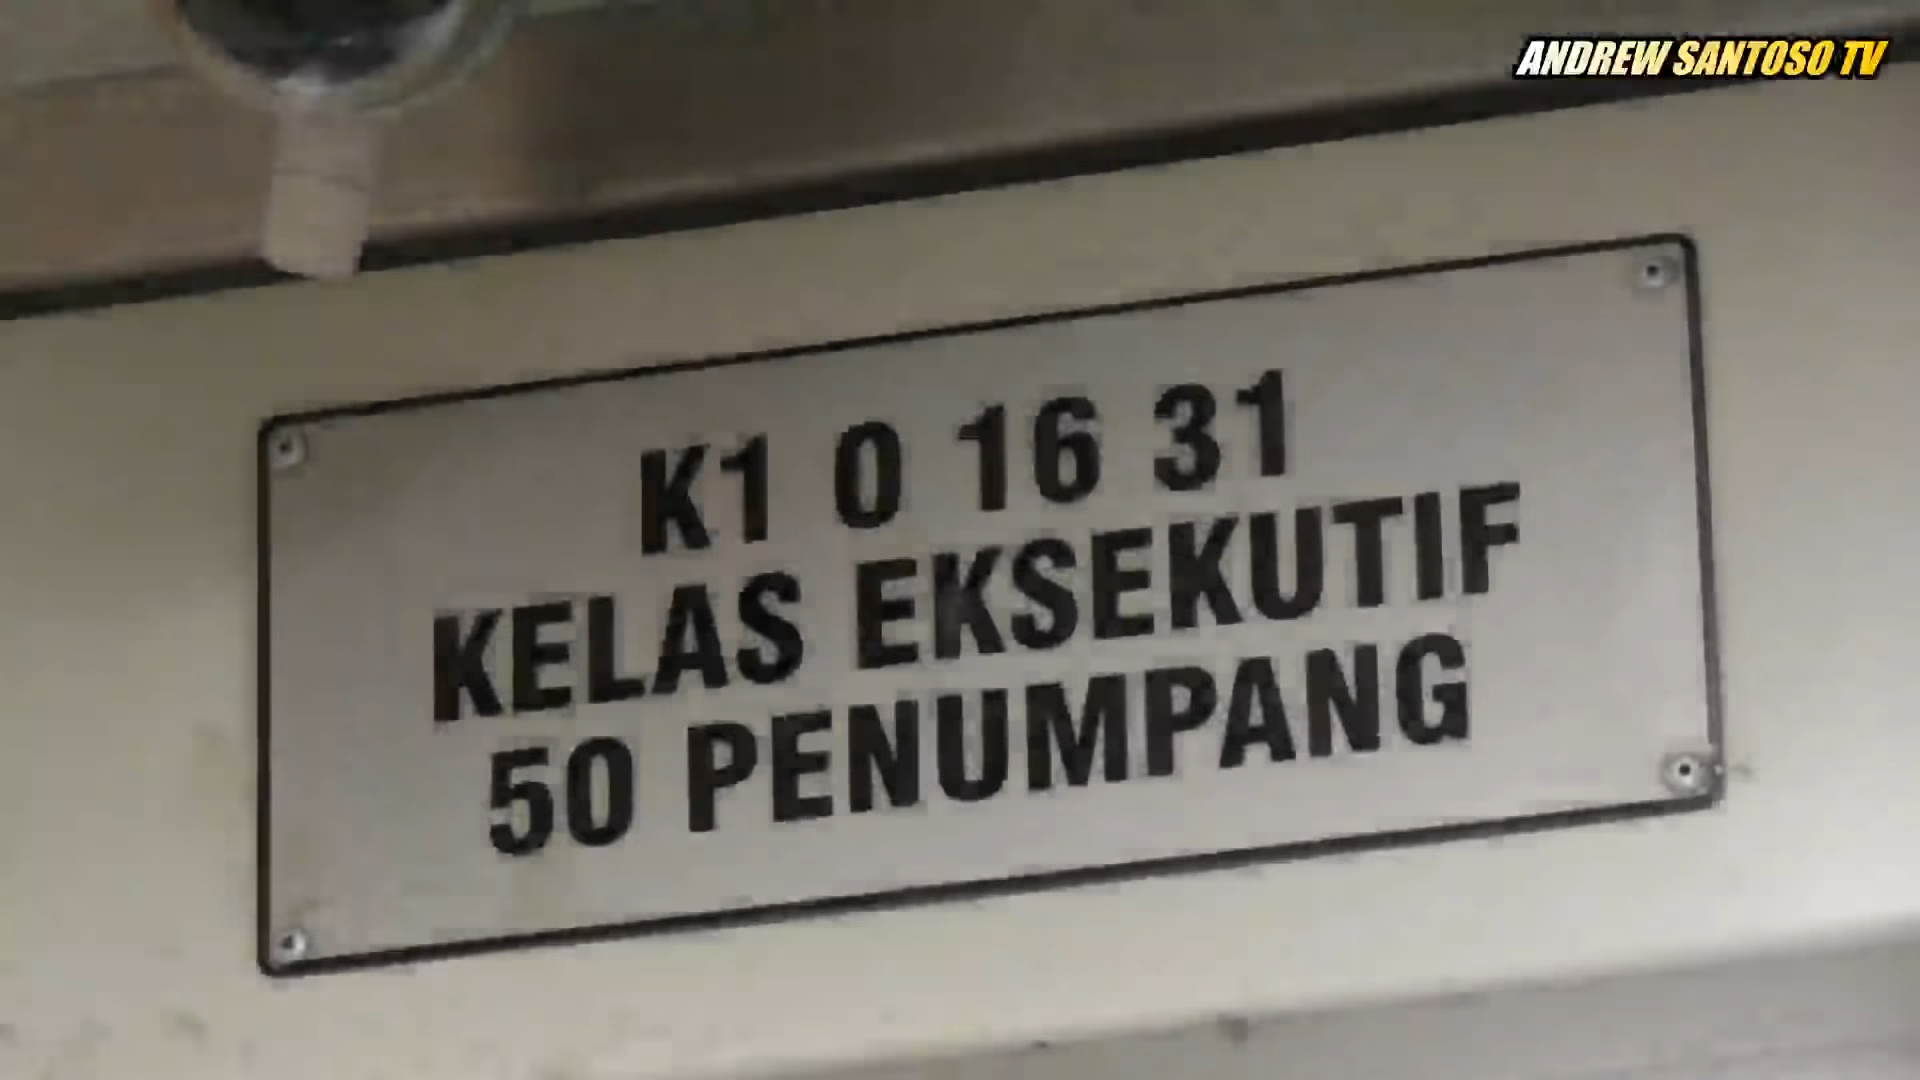 ANDREW SANTOSO TV
K1 0 16 31
KELAS EKSEKUTIF
50 PENUMPANG